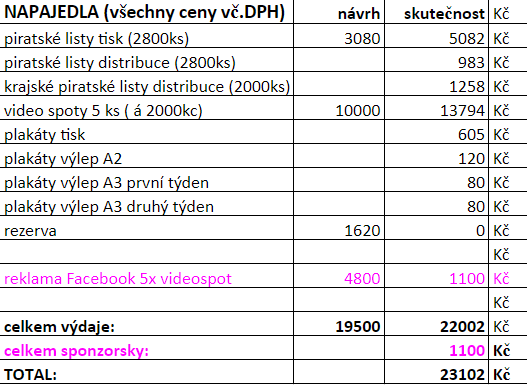 NAPAJEDLA (všechny ceny vč.DPH) návrh skutečnost Kč
piratské listy tisk (2800ks) 3080 5082 Kč
piratské listy distribuce (2800ks) 983 Kč
krajské piratské listy distribuce (2000ks) 1258 Kč
video spoty 5 ks ( á 2000kc) 10000 13794 Kč
plakáty tisk 605 Kč
plakáty výlep A2 120 Kč
plakáty výlep A3 první týden 80 Kč
plakáty výlep A3 druhý týden 80 Kč
rezerva 1620 0 Kč
Kč
reklama Facebook 5x videospot 4800 1100 Kč
Kč
celkem výdaje: 19500 22002 Kč
celkem sponzorsky: 1100 Kč
TOTAL: 23102 Kč